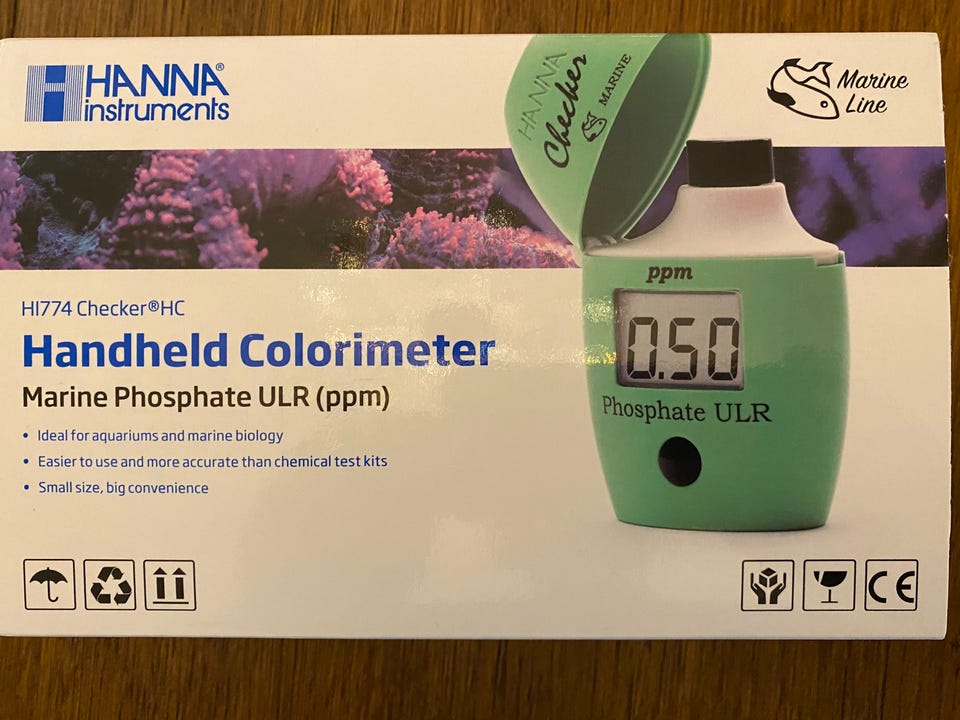 HANNA®
instruments
HANNA
Checker
MARINE
Marine
Line
ppm
0.50
Phosphate ULR
HI774 Checker®HC
Handheld Colorimeter
Marine Phosphate ULR (ppm)
• Ideal for aquariums and marine biology
• Easier to use and more accurate than chemical test kits
• Small size, big convenience
CE